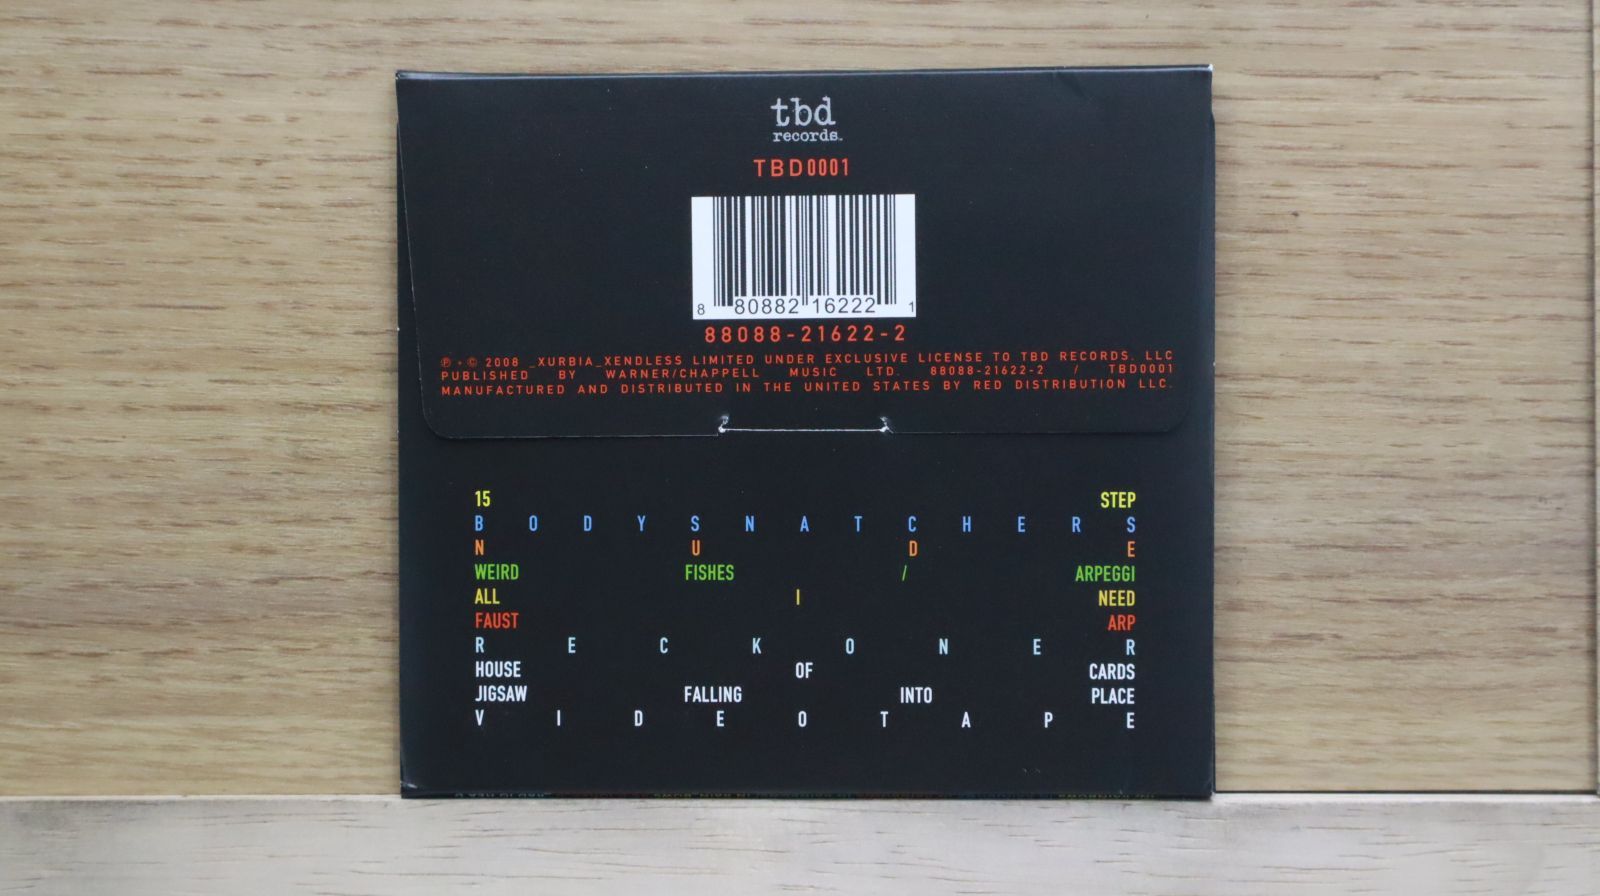 tbd
records™
TBD0001
8 80882 16222 1
88088-21622-2
℗ + © 2008 _XURBIA_XENDLESS LIMITED UNDER EXCLUSIVE LICENSE TO TBD RECORDS, LLC
PUBLISHED BY WARNER/CHAPPELL MUSIC LTD. 88088-21622-2 / TBD0001
MANUFACTURED AND DISTRIBUTED IN THE UNITED STATES BY RED DISTRIBUTION LLC.
15 STEP
B O D Y S N A T C H E R S
N U D E
WEIRD FISHES / ARPEGGI
ALL I NEED
FAUST ARP
R E C K O N E R
HOUSE OF CARDS
JIGSAW FALLING INTO PLACE
V I D E O T A P E